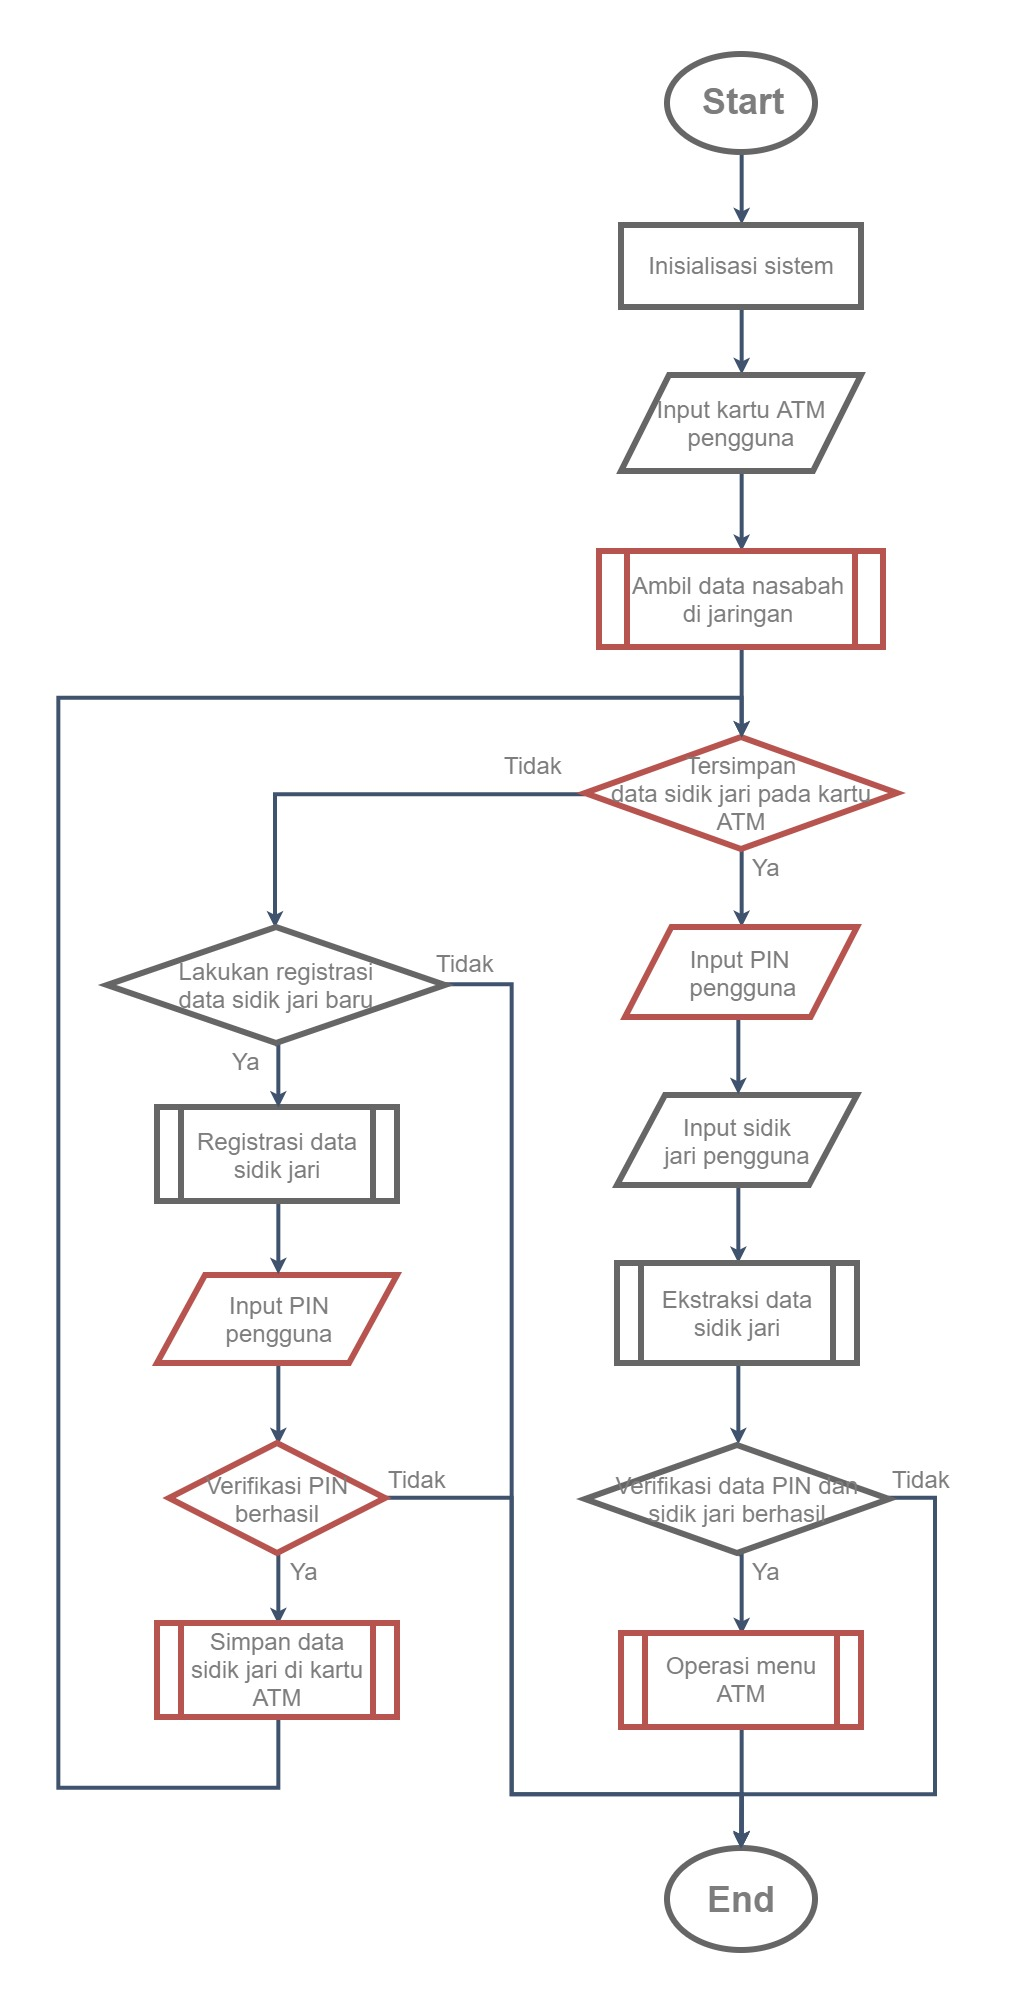 Start
Inisialisasi sistem
Input kartu ATM
pengguna
Ambil data nasabah
di jaringan
Tersimpan
data sidik jari pada kartu
ATM
Tidak
Ya
Lakukan registrasi
data sidik jari baru
Tidak
Ya
Registrasi data
sidik jari
Input PIN
pengguna
Verifikasi PIN
berhasil
Tidak
Ya
Simpan data
sidik jari di kartu
ATM
Input PIN
pengguna
Input sidik
jari pengguna
Ekstraksi data
sidik jari
Verifikasi data PIN dan
sidik jari berhasil
Tidak
Ya
Operasi menu
ATM
End